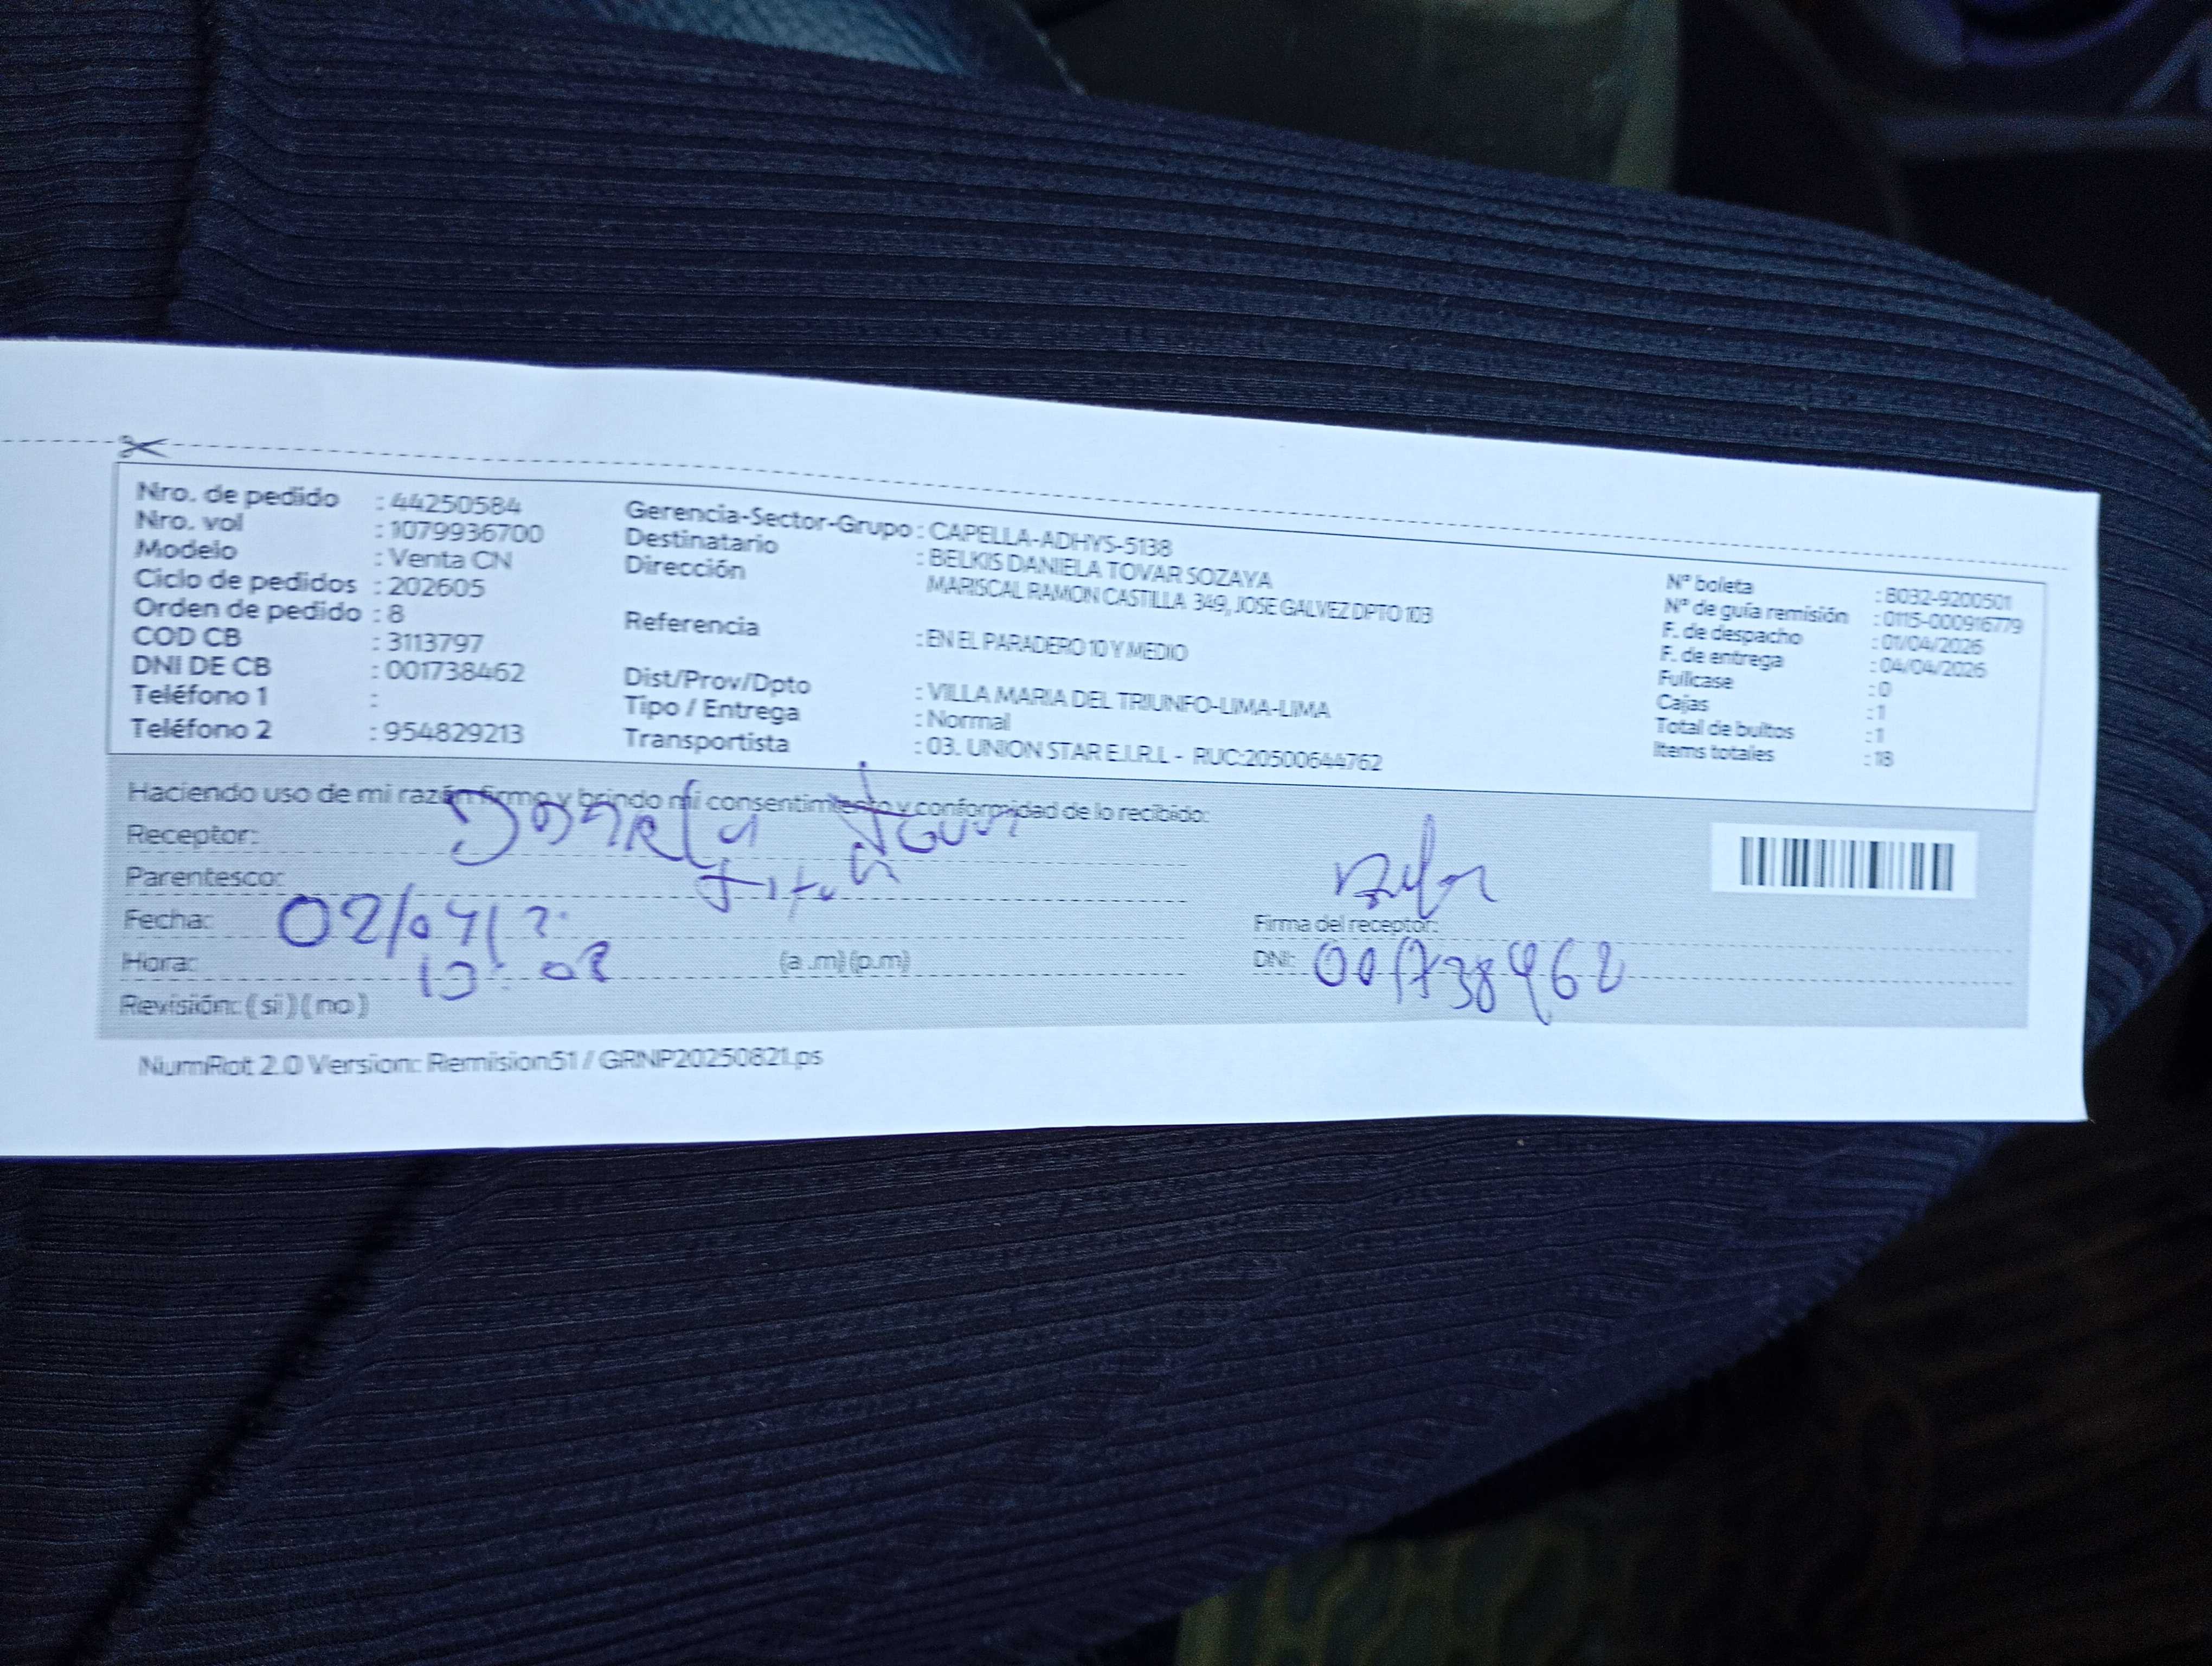 Nro. de pedido : 44250584
Nro. vol : 1079936700
Modelo : Venta CN
Ciclo de pedidos : 202605
Orden de pedido : 8
COD CB : 3113797
DNI DE CB : 001738462
Teléfono 1 :
Teléfono 2 : 954829213
Gerencia-Sector-Grupo : CAPELLA-ADHYS-5138
Destinatario : BELKIS DANIELA TOVAR SOZAYA
Dirección MARISCAL RAMON CASTILLA 349, JOSE GALVEZ DPTO 103
Referencia : EN EL PARADERO 10 Y MEDIO
Dist/Prov/Dpto : VILLA MARIA DEL TRIUNFO-LIMA-LIMA
Tipo / Entrega : Normal
Transportista : 03. UNION STAR E.I.R.L - RUC:20500644762
N° boleta : B032-9200501
N° de guía remisión : 0115-000916779
F. de despacho : 01/04/2026
F. de entrega : 04/04/2026
Fullcase : 0
Cajas : 1
Total de bultos : 1
Items totales : 18
Haciendo uso de mi razón firmo y brindo mi consentimiento y conformidad de lo recibido:
Receptor:
Parentesco:
Fecha: 02/04/
Hora: (a.m)(p.m)
Revisión: (si)(no)
Firma del receptor:
DNI: 001738462
NumRot 2.0 Version: Remision51 / GRNP20250821.ps